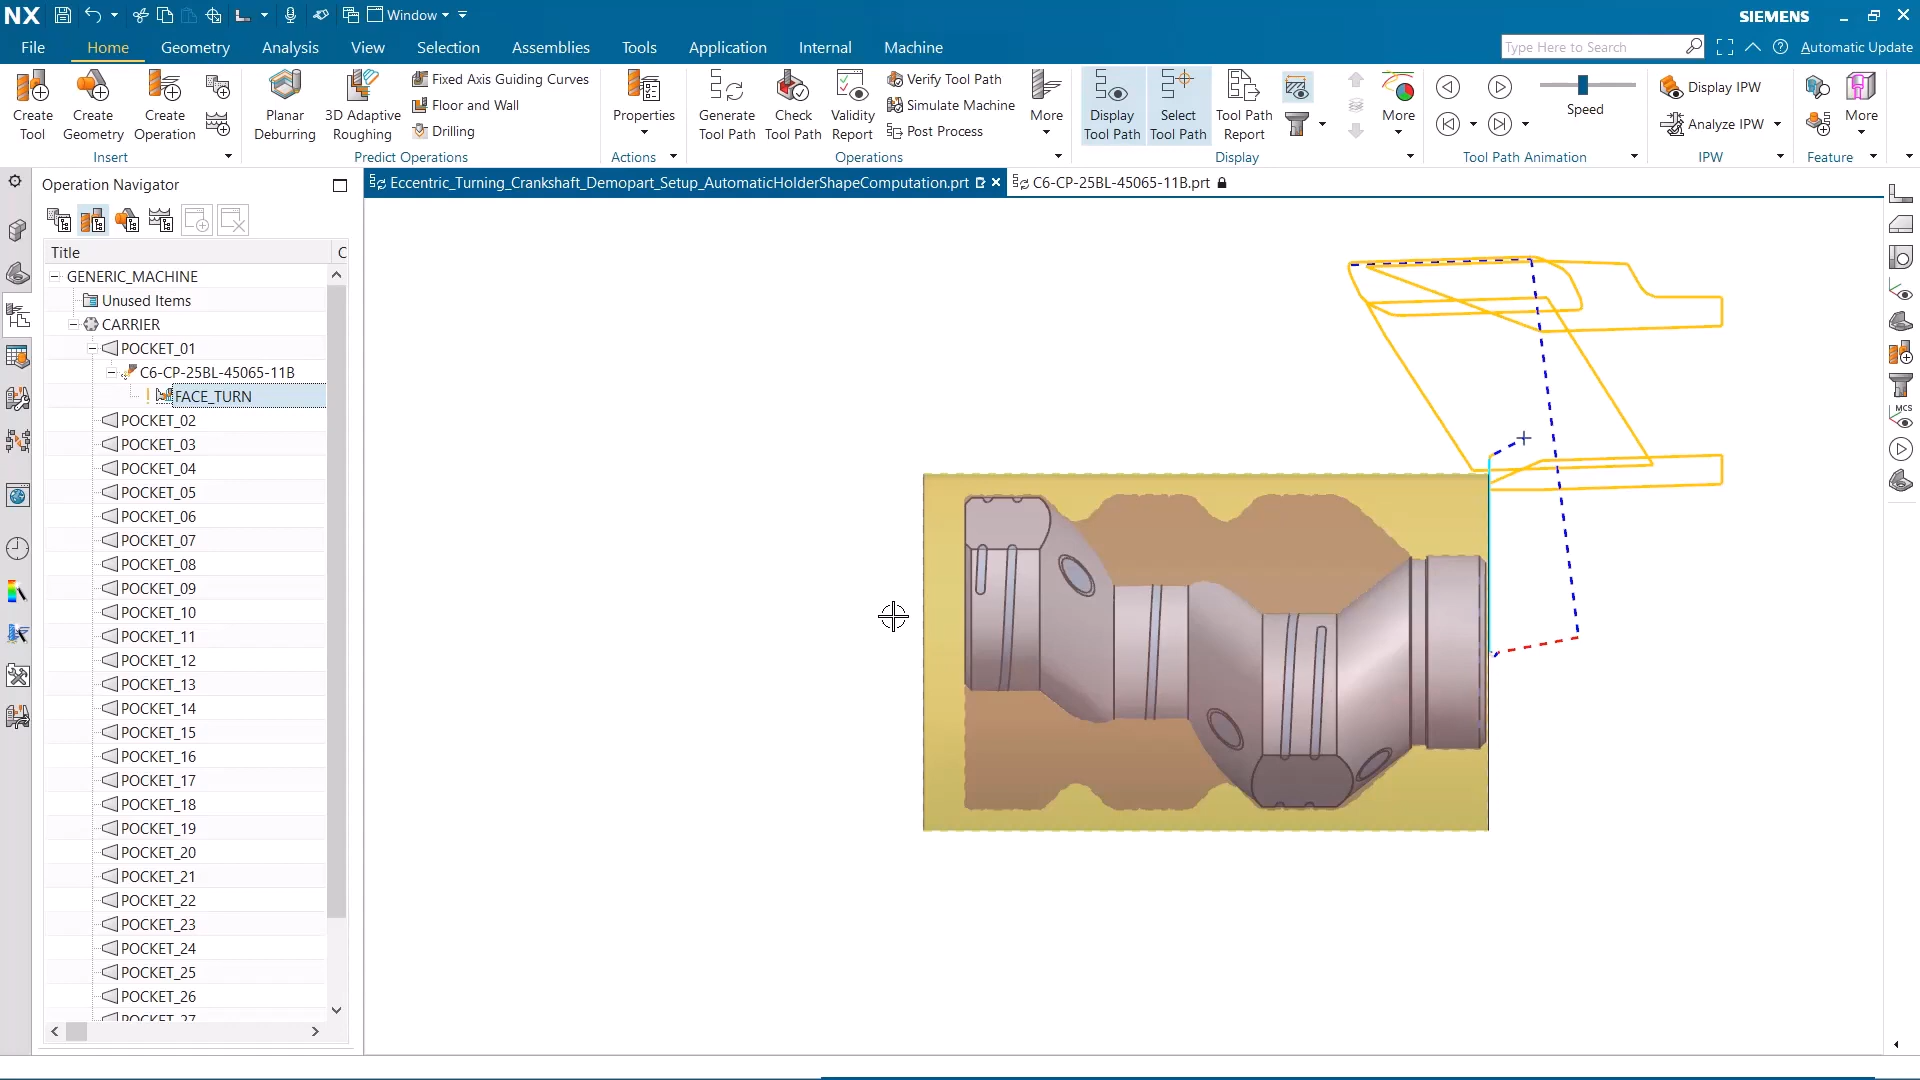 NX
Window
SIEMENS
File
Home
Geometry
Analysis
View
Selection
Assemblies
Tools
Application
Internal
Machine
Type Here to Search
Automatic Update
Create Tool
Create Geometry
Create Operation
Insert
Planar Deburring
3D Adaptive Roughing
Fixed Axis Guiding Curves
Floor and Wall
Drilling
Predict Operations
Properties
Actions
Generate Tool Path
Check Tool Path
Validity Report
Verify Tool Path
Simulate Machine
Post Process
More
Operations
Display Tool Path
Select Tool Path
Tool Path Report
More
Display
Speed
Tool Path Animation
Display IPW
Analyze IPW
IPW
More
Feature
Operation Navigator
Eccentric_Turning_Crankshaft_Demopart_Setup_AutomaticHolderShapeComputation.prt
C6-CP-25BL-45065-11B.prt
Title
C
GENERIC_MACHINE
Unused Items
CARRIER
POCKET_01
C6-CP-25BL-45065-11B
FACE_TURN
POCKET_02
POCKET_03
POCKET_04
POCKET_05
POCKET_06
POCKET_07
POCKET_08
POCKET_09
POCKET_10
POCKET_11
POCKET_12
POCKET_13
POCKET_14
POCKET_15
POCKET_16
POCKET_17
POCKET_18
POCKET_19
POCKET_20
POCKET_21
POCKET_22
POCKET_23
POCKET_24
POCKET_25
POCKET_26
POCKET_27
MCS